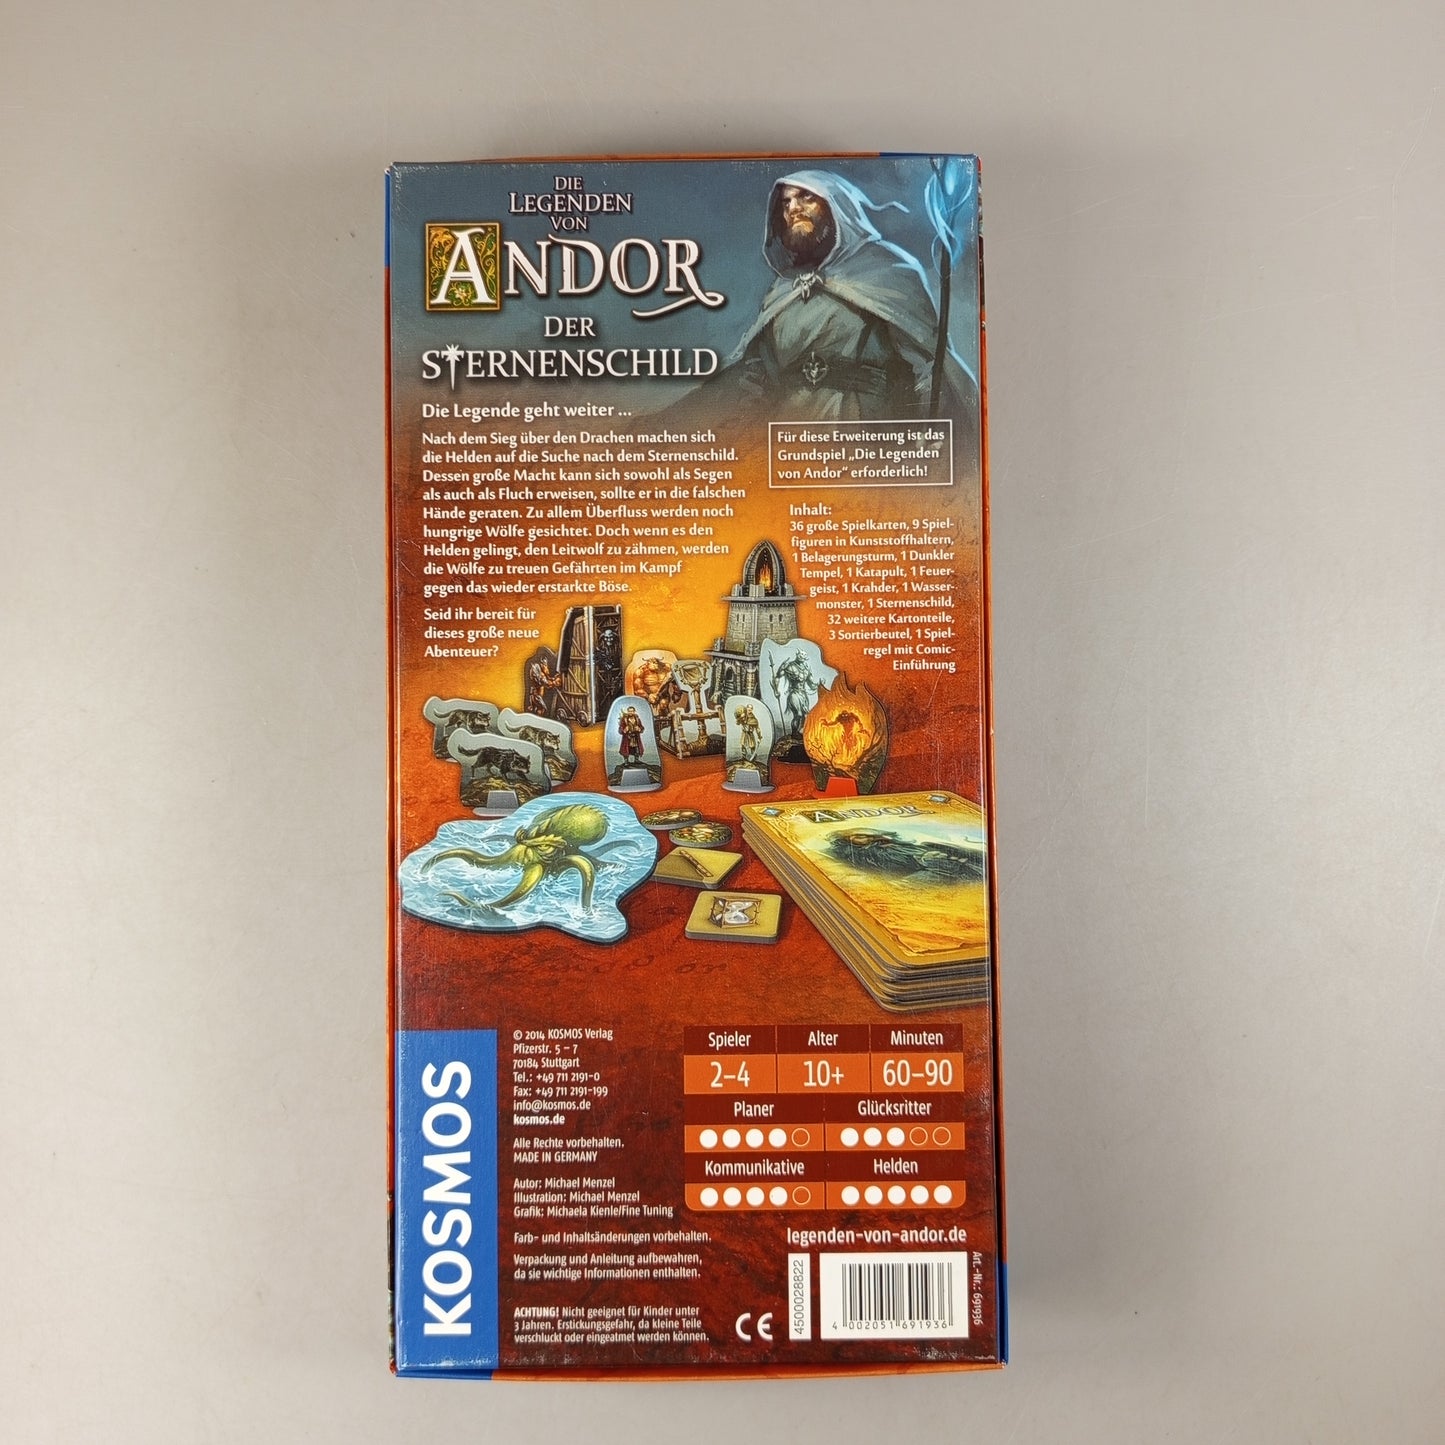 DIE
LEGENDEN
VON
ANDOR
DER
STERNENSCHILD
Die Legende geht weiter ...
Nach dem Sieg über den Drachen machen sich
die Helden auf die Suche nach dem Sternenschild.
Dessen große Macht kann sich sowohl als Segen
als auch als Fluch erweisen, sollte er in die falschen
Hände geraten. Zu allem Überfluss werden noch
hungrige Wölfe gesichtet. Doch wenn es den
Helden gelingt, den Leitwolf zu zähmen, werden
die Wölfe zu treuen Gefährten im Kampf
gegen das wieder erstarkte Böse.
Seid ihr bereit für
dieses große neue
Abenteuer?
Für diese Erweiterung ist das
Grundspiel „Die Legenden
von Andor“ erforderlich!
Inhalt:
36 große Spielkarten, 9 Spiel-
figuren in Kunststoffhaltern,
1 Belagerungsturm, 1 Dunkler
Tempel, 1 Katapult, 1 Feuer-
geist, 1 Krahder, 1 Wasser-
monster, 1 Sternenschild,
32 weitere Kartonteile,
3 Sortierbeutel, 1 Spiel-
regel mit Comic-
Einführung
ANDOR
KOSMOS
© 2014 KOSMOS Verlag
Pfizerstr. 5 – 7
70184 Stuttgart
Tel.: +49 711 2191-0
Fax: +49 711 2191-199
info@kosmos.de
kosmos.de
Alle Rechte vorbehalten.
MADE IN GERMANY
Autor: Michael Menzel
Illustration: Michael Menzel
Grafik: Michaela Kienle/Fine Tuning
Farb- und Inhaltsänderungen vorbehalten.
Verpackung und Anleitung aufbewahren,
da sie wichtige Informationen enthalten.
ACHTUNG! Nicht geeignet für Kinder unter
3 Jahren. Erstickungsgefahr, da kleine Teile
verschluckt oder eingeatmet werden können.
Spieler Alter Minuten
2–4 10+ 60–90
Planer Glücksritter
Kommunikative Helden
legenden-von-andor.de
CE
4500028822
4 002051 691936
Art.-Nr.: 691936